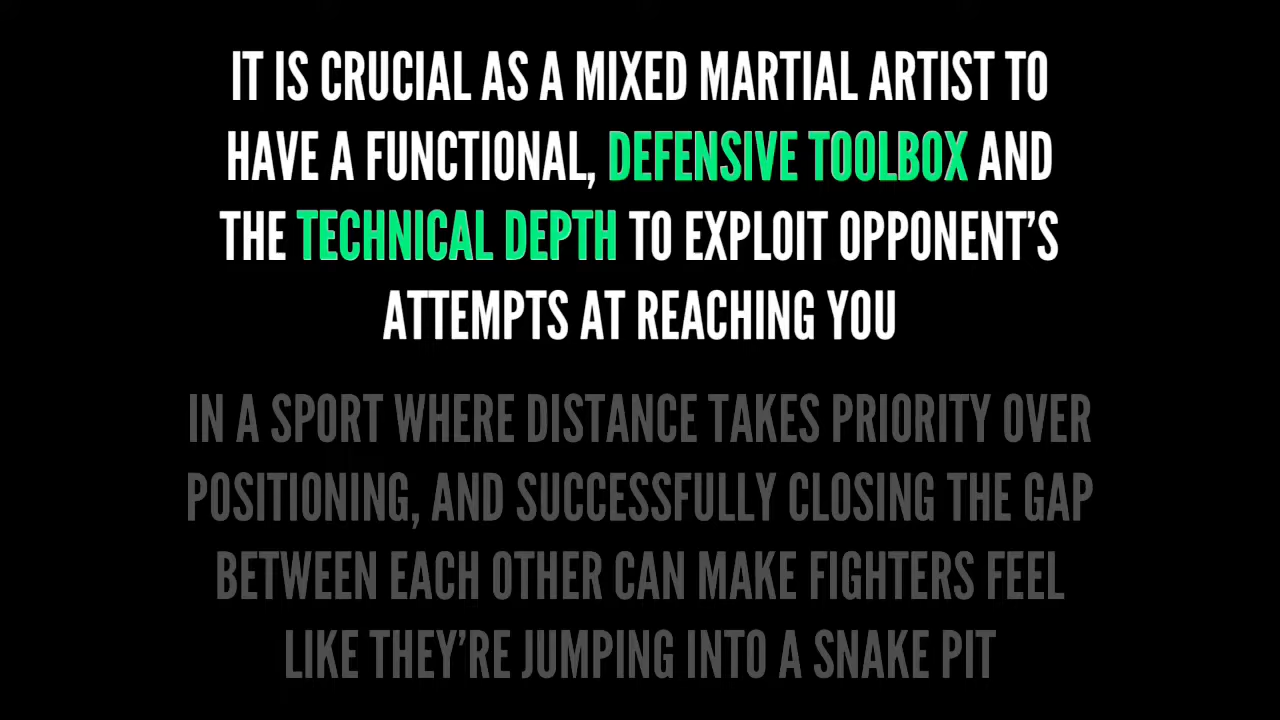 IT IS CRUCIAL AS A MIXED MARTIAL ARTIST TO
HAVE A FUNCTIONAL, DEFENSIVE TOOLBOX AND
THE TECHNICAL DEPTH TO EXPLOIT OPPONENT’S
ATTEMPTS AT REACHING YOU
IN A SPORT WHERE DISTANCE TAKES PRIORITY OVER
POSITIONING, AND SUCCESSFULLY CLOSING THE GAP
BETWEEN EACH OTHER CAN MAKE FIGHTERS FEEL
LIKE THEY’RE JUMPING INTO A SNAKE PIT